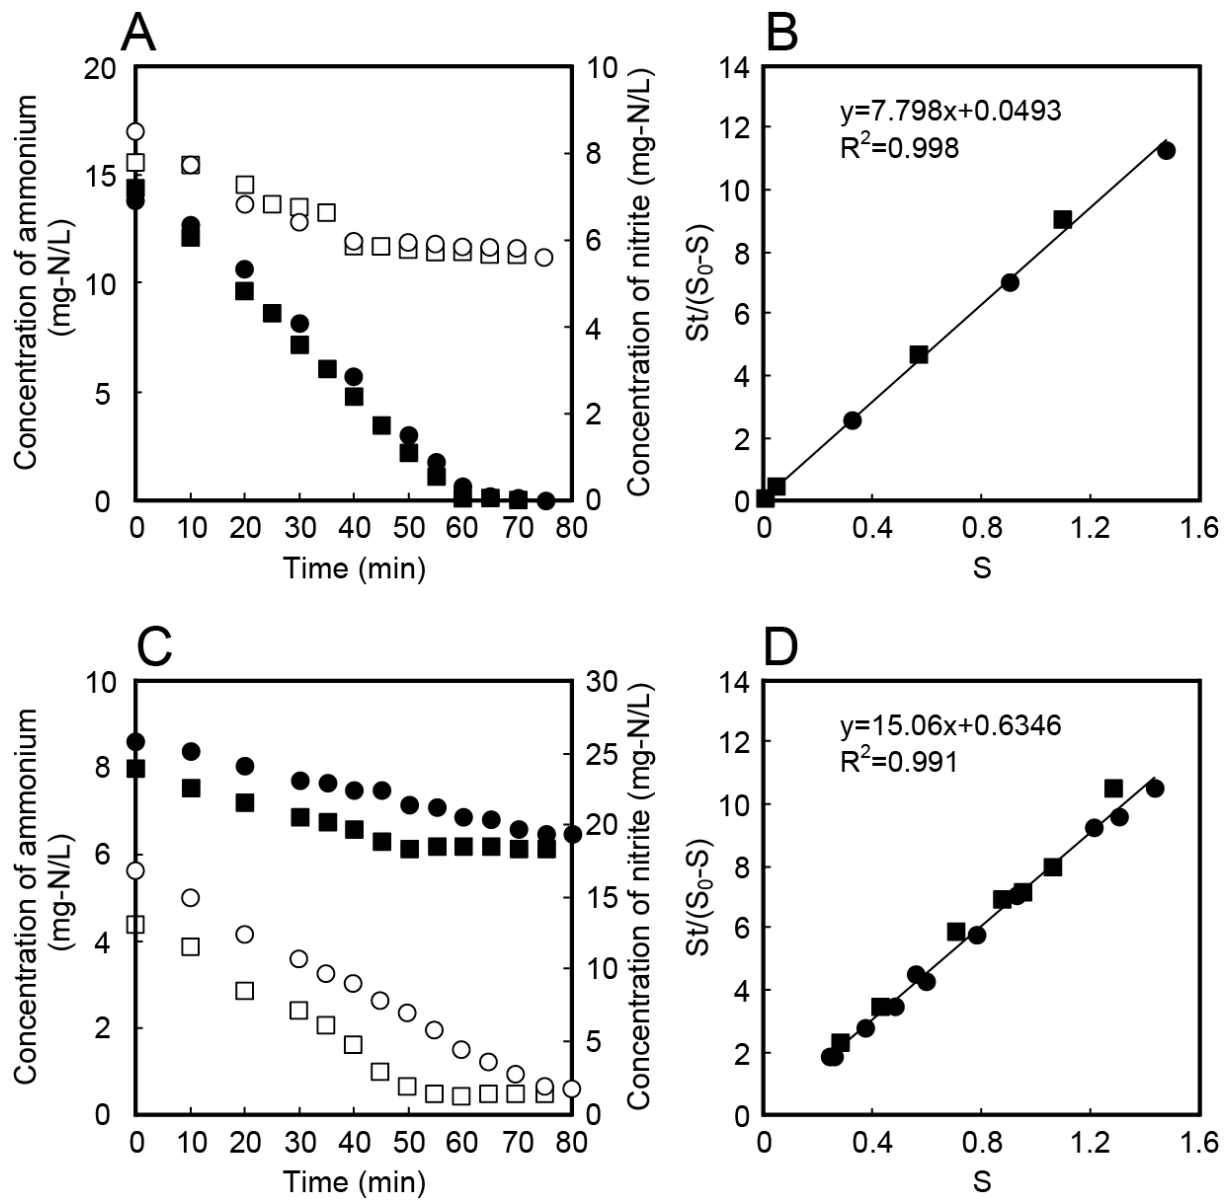 A
Concentration of ammonium
(mg-N/L)
20
15
10
5
0
10
8
6
4
2
0
Concentration of nitrite (mg-N/L)
0 10 20 30 40 50 60 70 80
Time (min)
B
St/(S₀-S)
14
12
10
8
6
4
2
0
y=7.798x+0.0493
R²=0.998
0 0.4 0.8 1.2 1.6
S
C
Concentration of ammonium
(mg-N/L)
10
8
6
4
2
0
30
25
20
15
10
5
0
Concentration of nitrite (mg-N/L)
0 10 20 30 40 50 60 70 80
Time (min)
D
St/(S₀-S)
14
12
10
8
6
4
2
0
y=15.06x+0.6346
R²=0.991
0 0.4 0.8 1.2 1.6
S